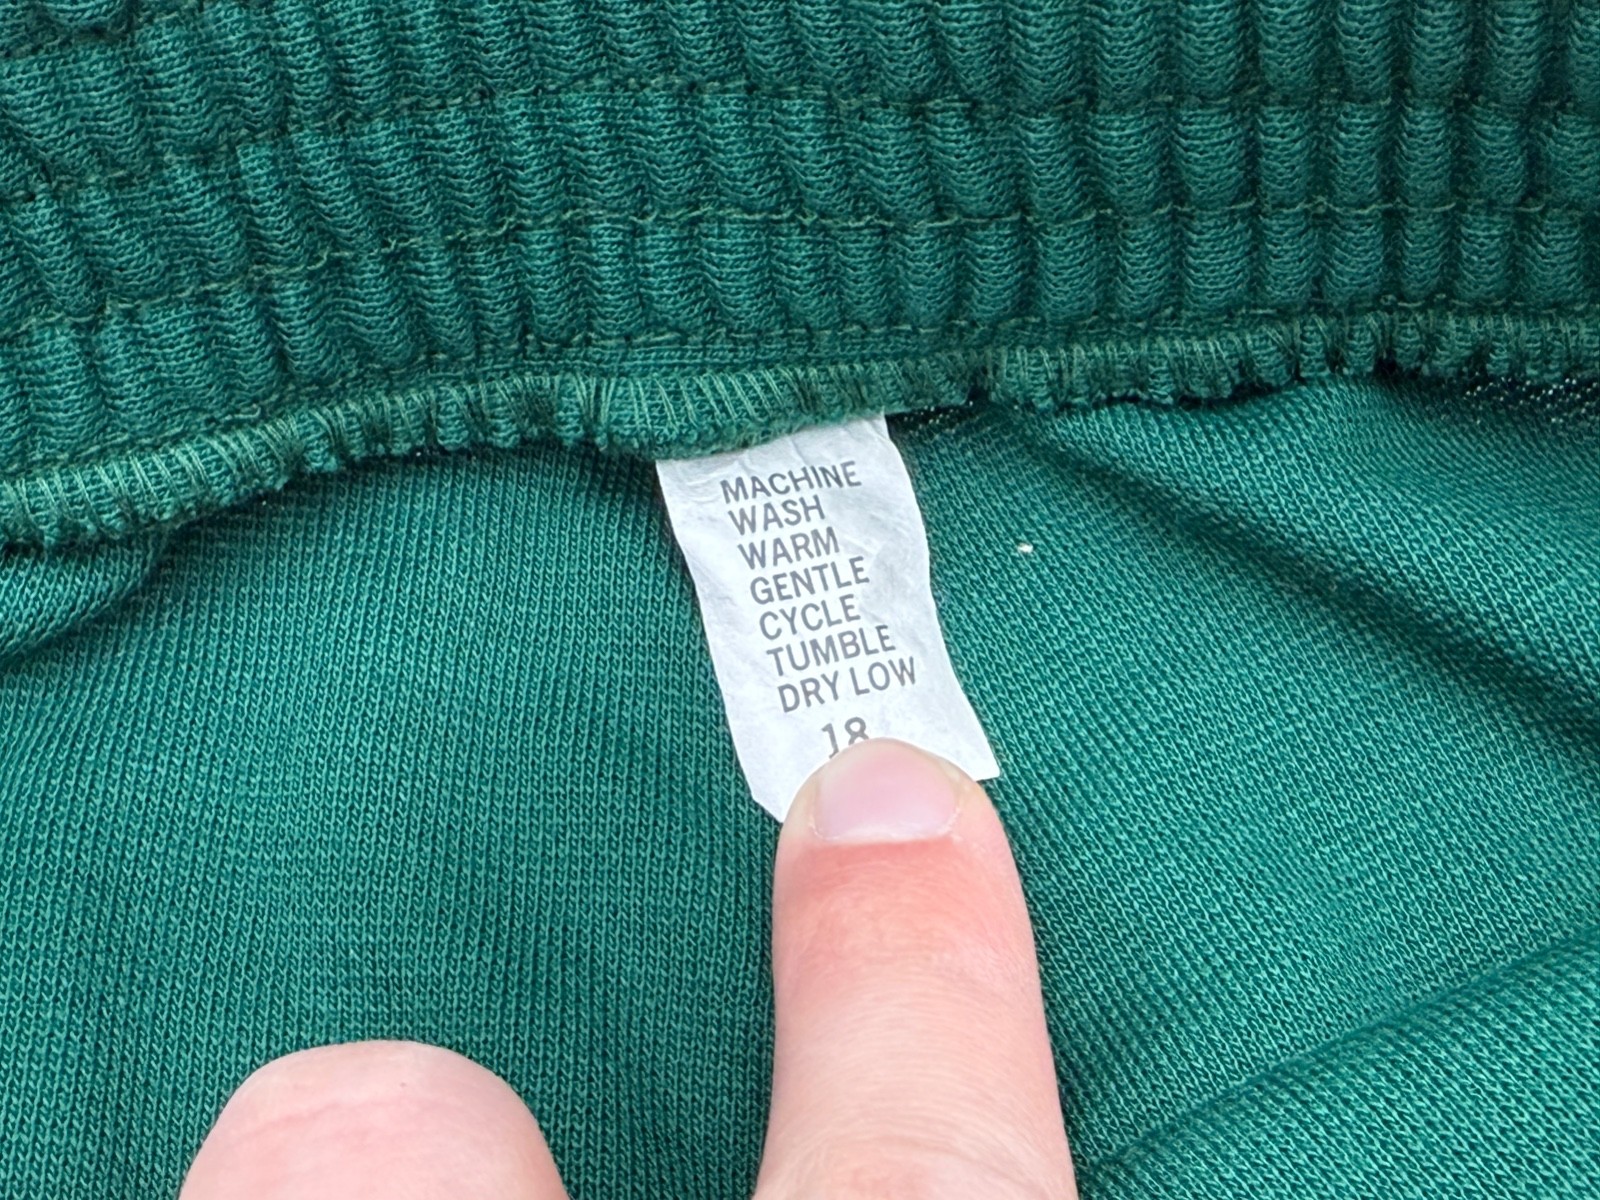 MACHINE
WASH
WARM
GENTLE
CYCLE
TUMBLE
DRY LOW
18